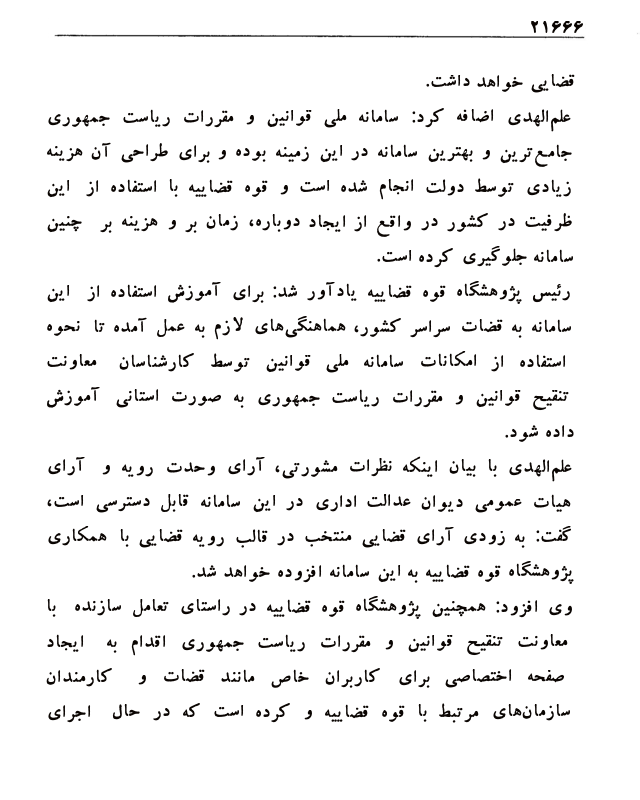 ۲۱۶۶۶
قضایی خواهد داشت.
علم‌الهدی اضافه کرد: سامانه ملی قوانین و مقررات ریاست جمهوری
جامع‌ترین و بهترین سامانه در این زمینه بوده و برای طراحی آن هزینه
زیادی توسط دولت انجام شده است و قوه قضاییه با استفاده از این
ظرفیت در کشور در واقع از ایجاد دوباره، زمان بر و هزینه بر چنین
سامانه جلوگیری کرده است.
رئیس پژوهشگاه قوه قضاییه یادآور شد: برای آموزش استفاده از این
سامانه به قضات سراسر کشور، هماهنگی‌های لازم به عمل آمده تا نحوه
استفاده از امکانات سامانه ملی قوانین توسط کارشناسان معاونت
تنقیح قوانین و مقررات ریاست جمهوری به صورت استانی آموزش
داده شود.
علم‌الهدی با بیان اینکه نظرات مشورتی، آرای وحدت رویه و آرای
هیات عمومی دیوان عدالت اداری در این سامانه قابل دسترسی است،
گفت: به زودی آرای قضایی منتخب در قالب رویه قضایی با همکاری
پژوهشگاه قوه قضاییه به این سامانه افزوده خواهد شد.
وی افزود: همچنین پژوهشگاه قوه قضاییه در راستای تعامل سازنده با
معاونت تنقیح قوانین و مقررات ریاست جمهوری اقدام به ایجاد
صفحه اختصاصی برای کاربران خاص مانند قضات و کارمندان
سازمان‌های مرتبط با قوه قضاییه و کرده است که در حال اجرای